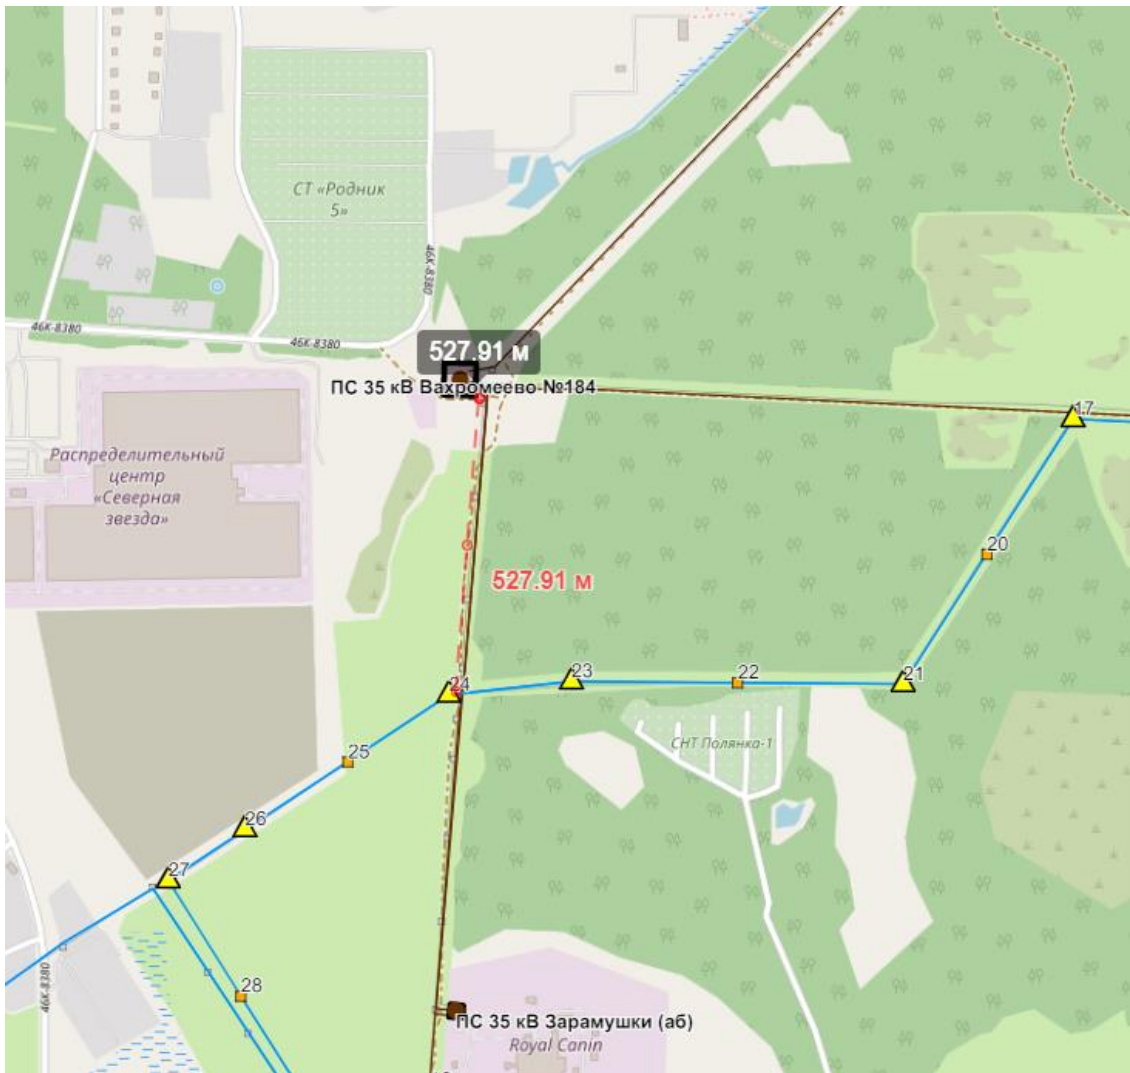 СТ «Родник
5»
46К-8380
46К-8380
46К-8380
527.91 м
ПС 35 кВ Вахромеево №184
17
Распределительный
центр
«Северная
звезда»
20
527.91 м
24
23
22
21
СНТ Полянка-1
25
26
27
28
46К-8380
ПС 35 кВ Зарамушки (аб)
Royal Canin